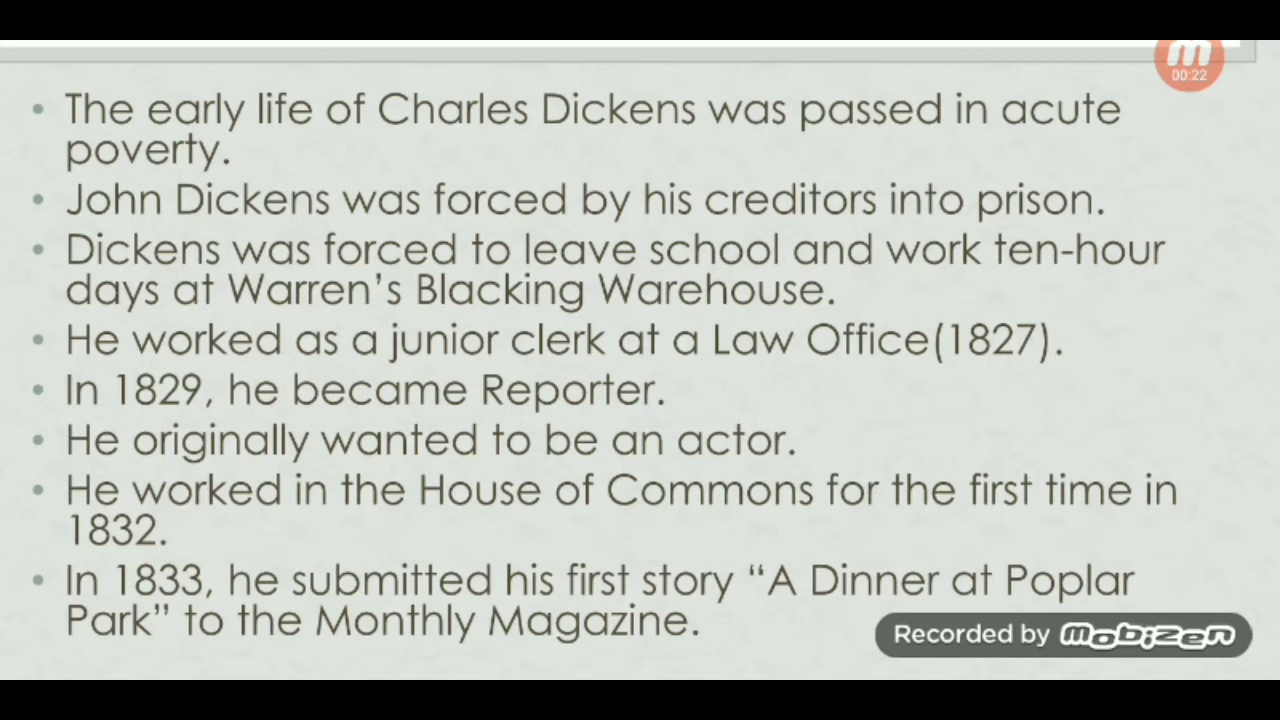 m
00:22
• The early life of Charles Dickens was passed in acute
poverty.
• John Dickens was forced by his creditors into prison.
• Dickens was forced to leave school and work ten-hour
days at Warren’s Blacking Warehouse.
• He worked as a junior clerk at a Law Office(1827).
• In 1829, he became Reporter.
• He originally wanted to be an actor.
• He worked in the House of Commons for the first time in
1832.
• In 1833, he submitted his first story “A Dinner at Poplar
Park” to the Monthly Magazine.
Recorded by mobizen